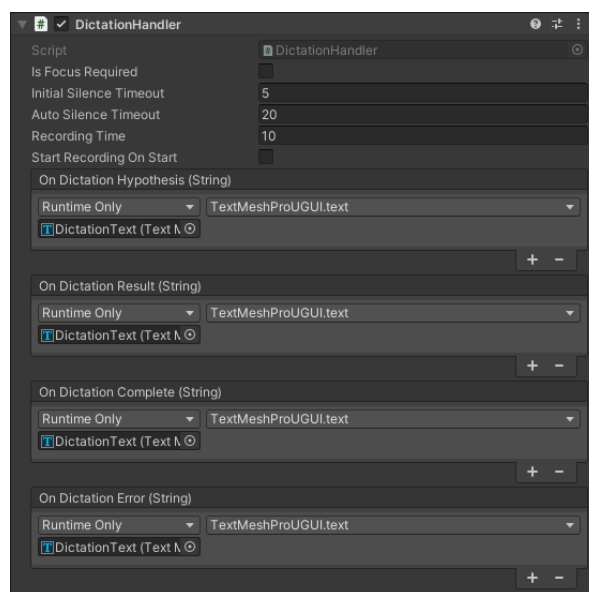 DictationHandler
Script DictationHandler
Is Focus Required
Initial Silence Timeout 5
Auto Silence Timeout 20
Recording Time 10
Start Recording On Start
On Dictation Hypothesis (String)
Runtime Only TextMeshProUGUI.text
DictationText (Text M
+ −
On Dictation Result (String)
Runtime Only TextMeshProUGUI.text
DictationText (Text M
+ −
On Dictation Complete (String)
Runtime Only TextMeshProUGUI.text
DictationText (Text M
+ −
On Dictation Error (String)
Runtime Only TextMeshProUGUI.text
DictationText (Text M
+ −